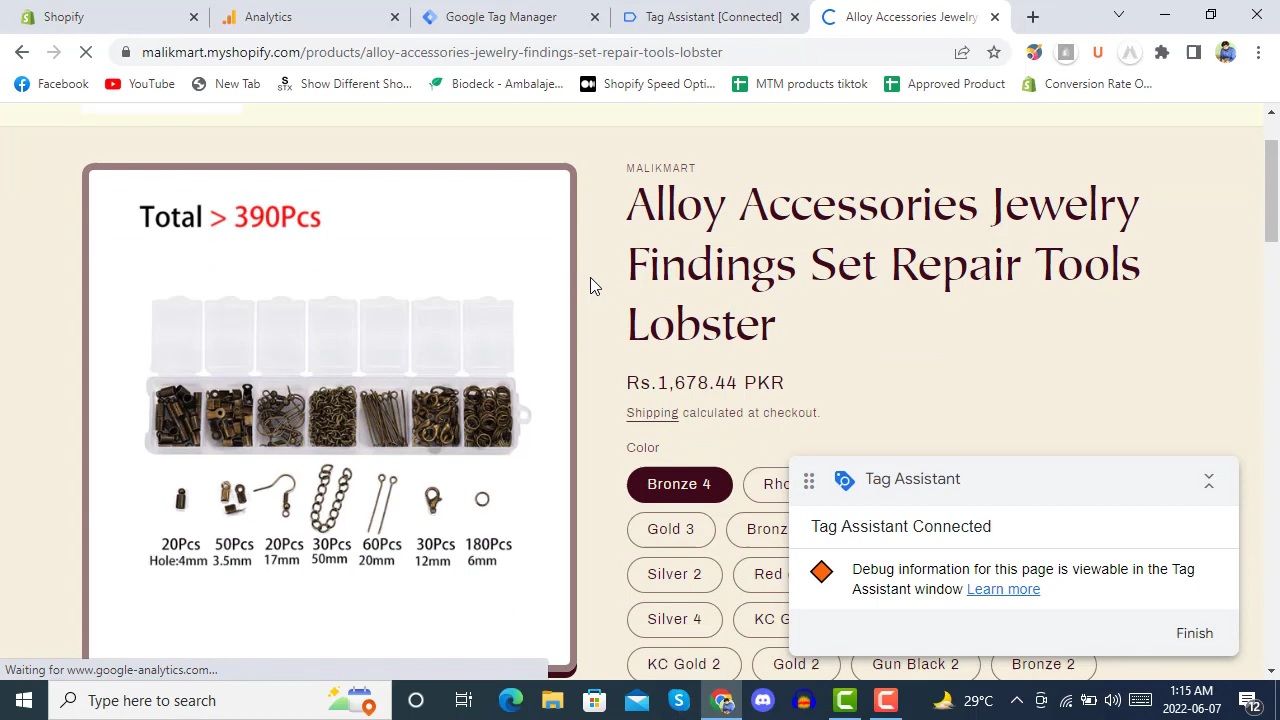 Shopify
Analytics
Google Tag Manager
Tag Assistant [Connected]
Alloy Accessories Jewelry
malikmart.myshopify.com/products/alloy-accessories-jewelry-findings-set-repair-tools-lobster
Facebook
YouTube
New Tab
STX
Show Different Sho...
Biodeck - Ambalaje...
Shopify Speed Opti...
MTM products tiktok
Approved Product
Conversion Rate O...
Total > 390Pcs
20Pcs 50Pcs 20Pcs 30Pcs 60Pcs 30Pcs 180Pcs
Hole:4mm 3.5mm 17mm 50mm 20mm 12mm 6mm
MALIKMART
Alloy Accessories Jewelry
Findings Set Repair Tools
Lobster
Rs.1,678.44 PKR
Shipping calculated at checkout.
Color
Bronze 4
Gold 3
Silver 2
Silver 4
KC Gold 2
Gold 2
Gun Black 2
Bronze 2
Tag Assistant
Tag Assistant Connected
Debug information for this page is viewable in the Tag
Assistant window Learn more
Finish
Waiting for www.google-analytics.com...
Type here to search
29°C
1:15 AM
2022-06-07
12